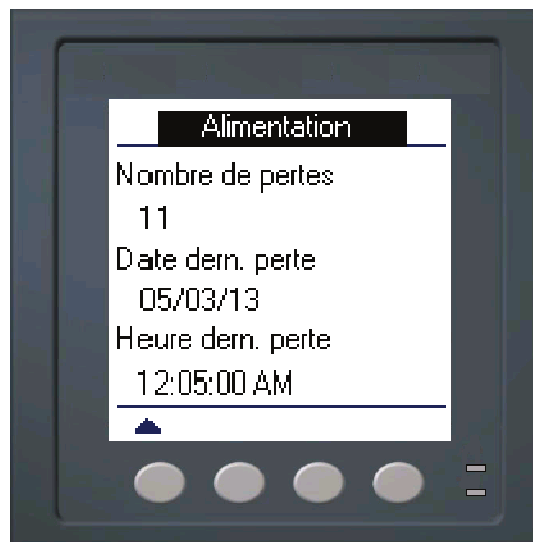 Alimentation
Nombre de pertes
11
Date dern. perte
05/03/13
Heure dern. perte
12:05:00 AM